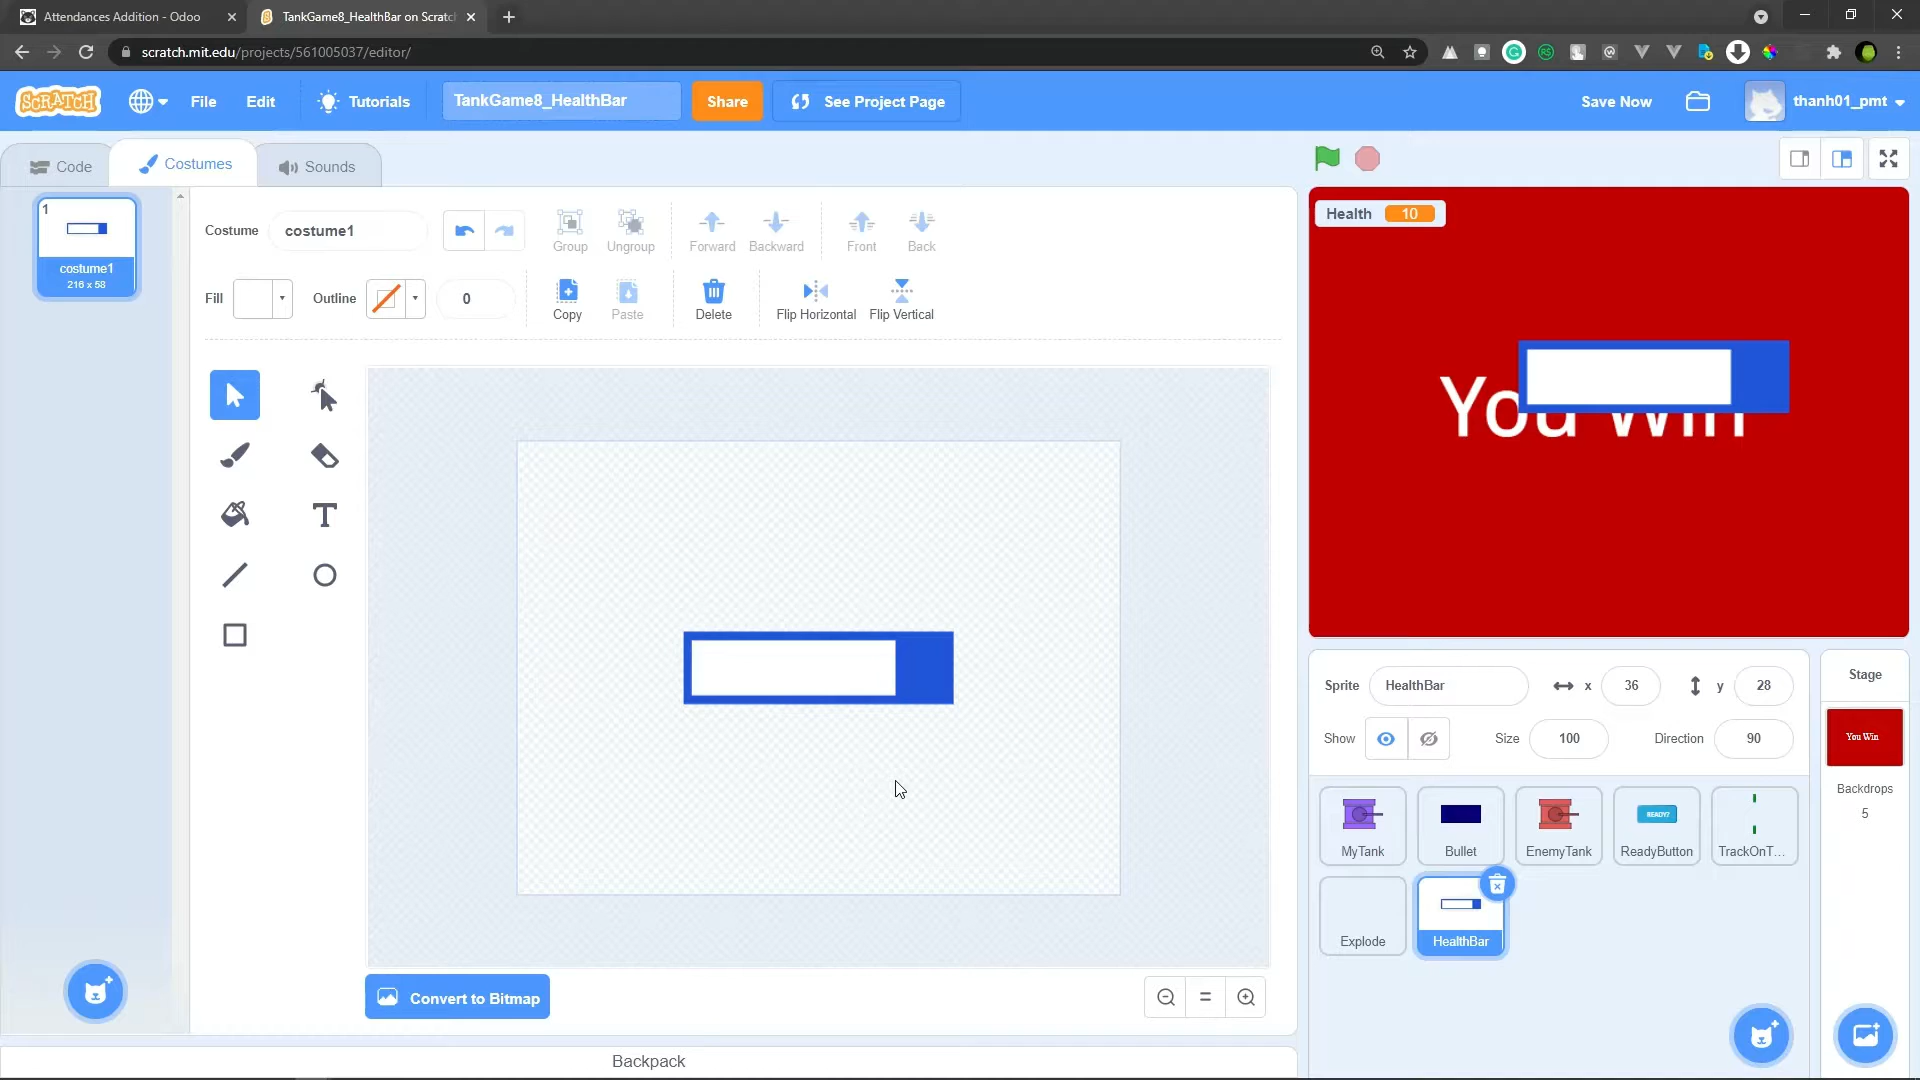 Attendances Addition - Odoo
TankGame8_HealthBar on Scratch
scratch.mit.edu/projects/561005037/editor/
SCRATCH
File
Edit
Tutorials
TankGame8_HealthBar
Share
See Project Page
Save Now
thanh01_pmt
Code
Costumes
Sounds
1
costume1
216 x 58
Costume
costume1
Group
Ungroup
Forward
Backward
Front
Back
Fill
Outline
0
Copy
Paste
Delete
Flip Horizontal
Flip Vertical
T
Convert to Bitmap
Backpack
Health 10
You Win
Sprite
HealthBar
x
36
y
28
Show
Size
100
Direction
90
MyTank
Bullet
READY?
EnemyTank
ReadyButton
TrackOnT...
Explode
HealthBar
Stage
You Win
Backdrops
5